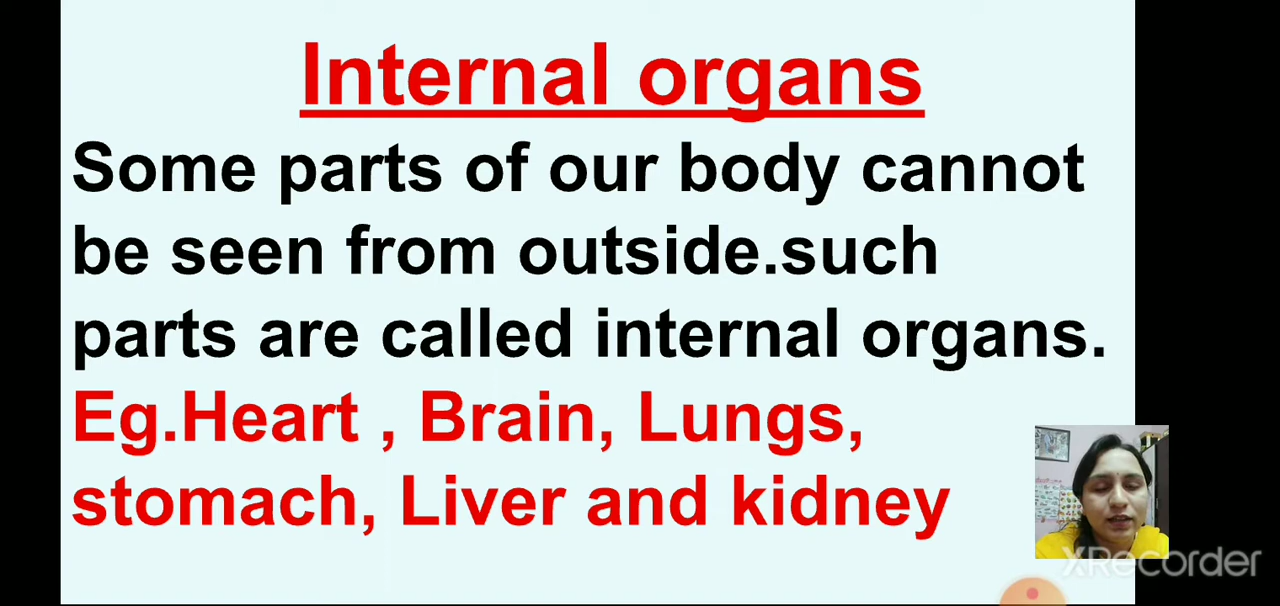 Internal organs
Some parts of our body cannot
be seen from outside.such
parts are called internal organs.
Eg.Heart , Brain, Lungs,
stomach, Liver and kidney
XRecorder